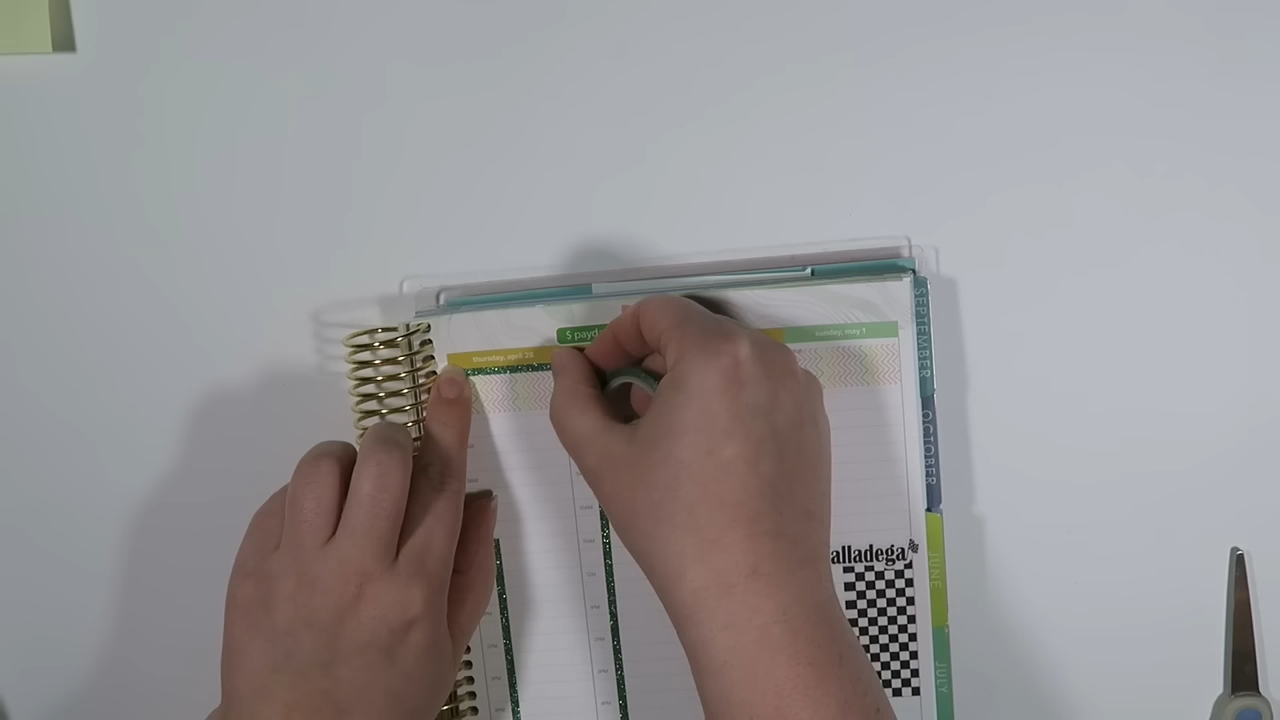 $ payd
thursday, april 28
sunday, may 1
SEPTEMBER
OCTOBER
alladega
JUNE
JULY